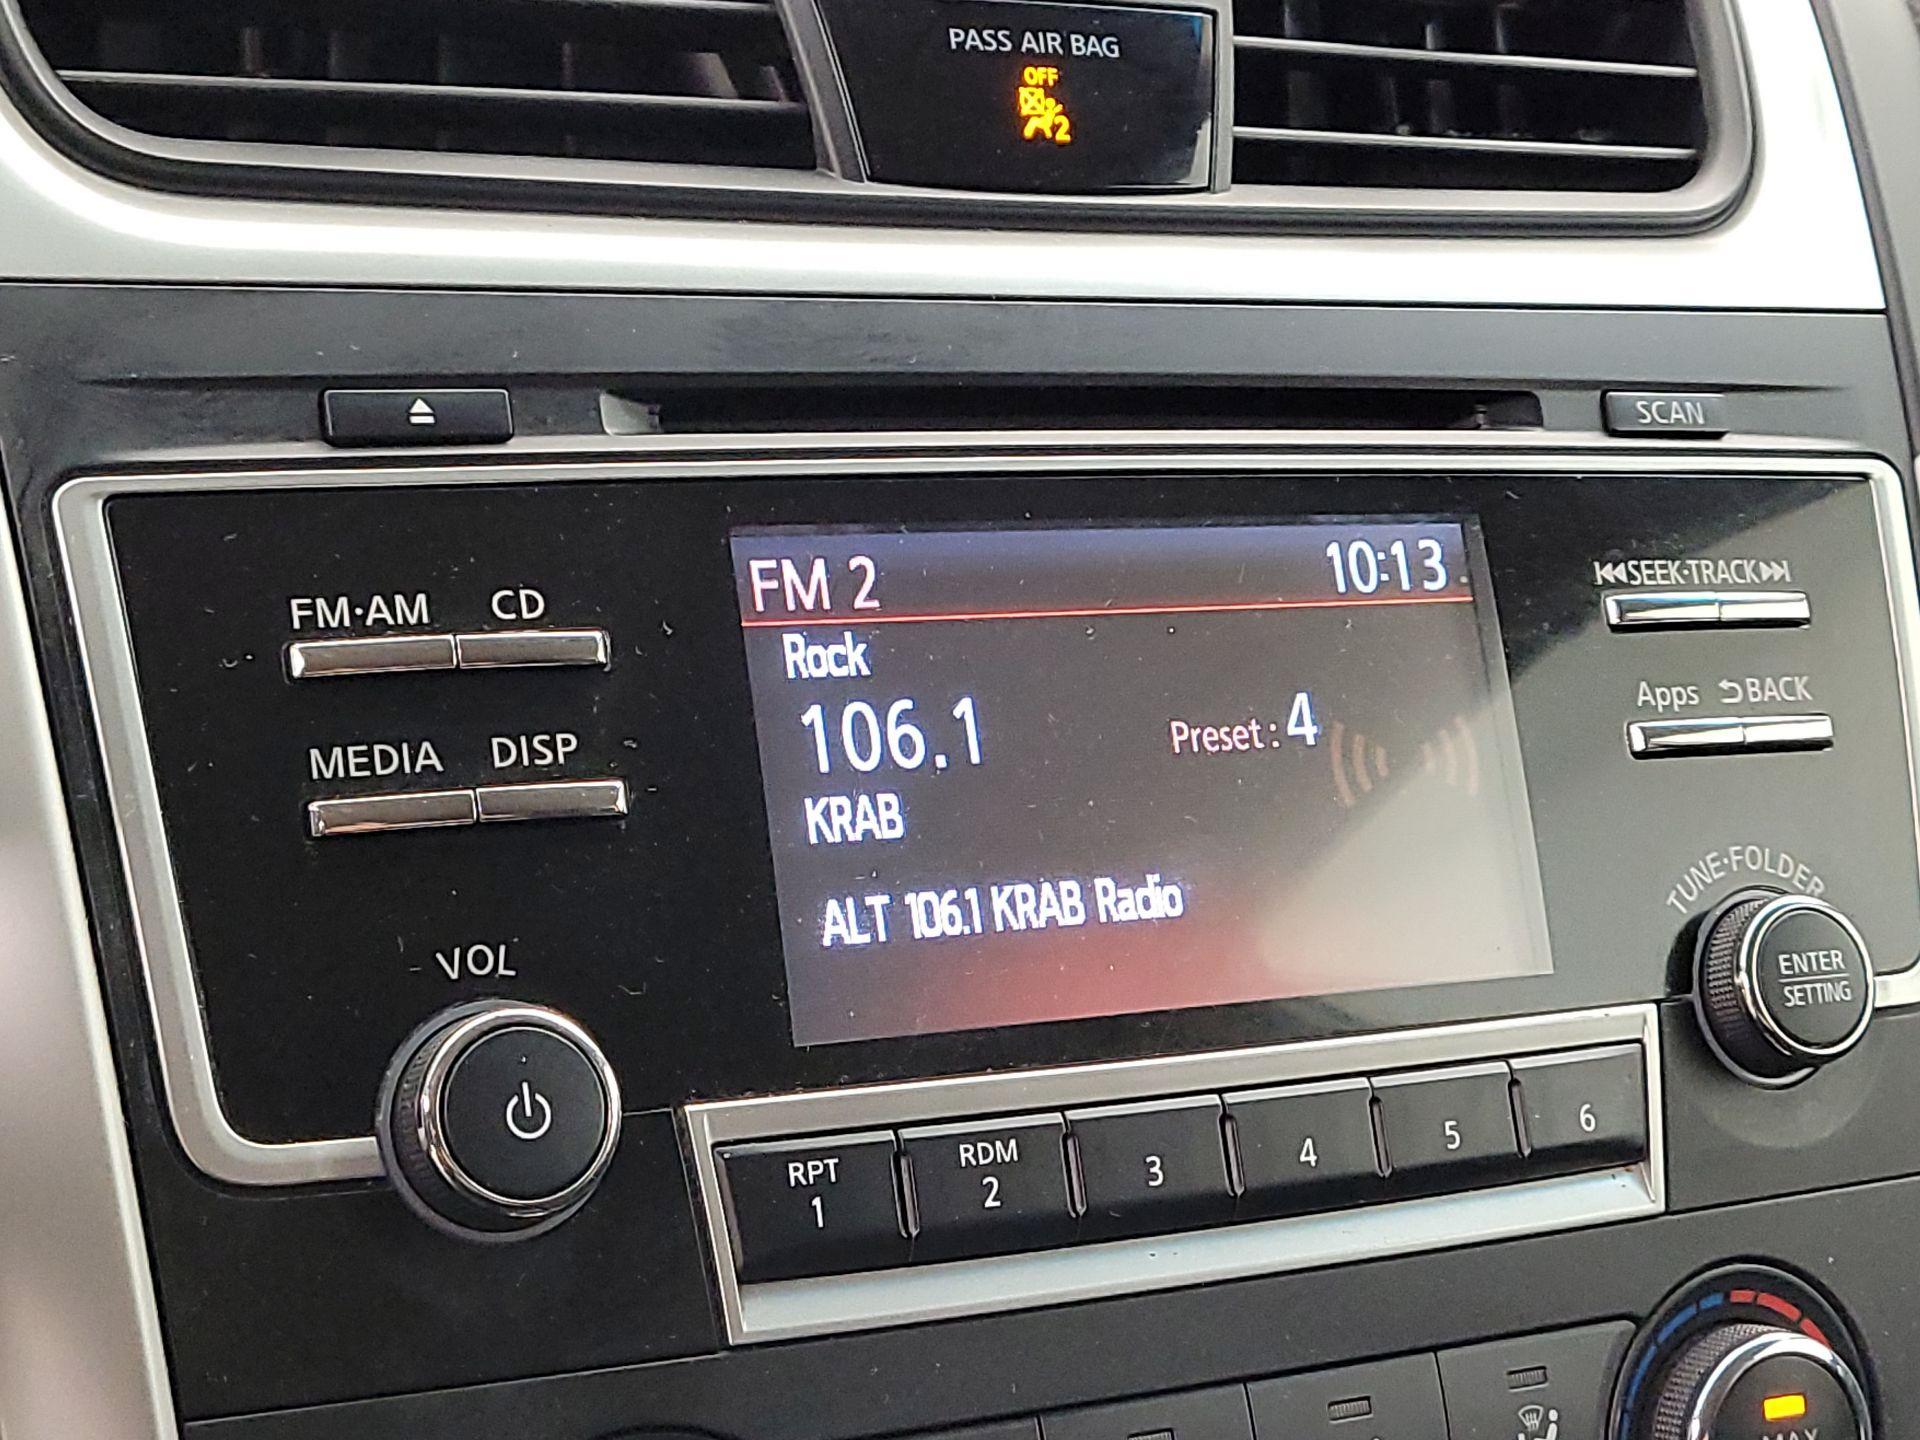 PASS AIR BAG
OFF
2
SCAN
FM 2 10:13
Rock
106.1 Preset : 4
KRAB
ALT 106.1 KRAB Radio
FM·AM CD
MEDIA DISP
VOL
SEEK·TRACK
Apps BACK
TUNE·FOLDER
ENTER
SETTING
RPT RDM
1 2 3 4 5 6
MAX